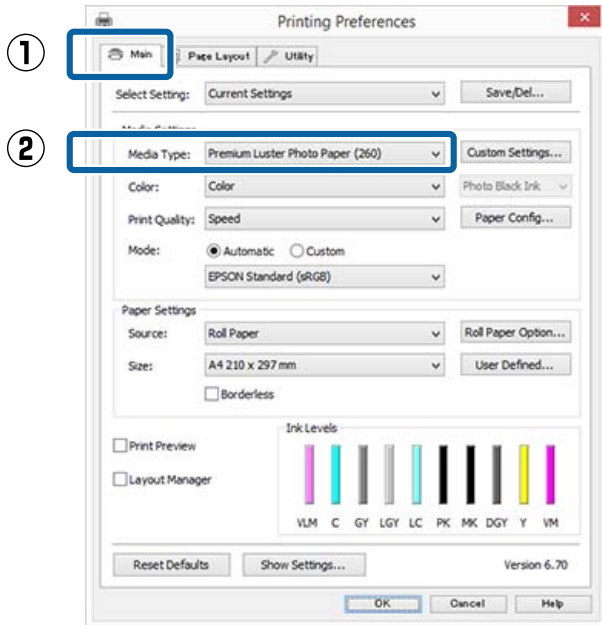 Printing Preferences
①
Main Page Layout Utility
Select Setting: Current Settings Save/Del...
Media Settings
②
Media Type: Premium Luster Photo Paper (260) Custom Settings...
Color: Color Photo Black Ink
Print Quality: Speed Paper Config...
Mode: Automatic Custom
EPSON Standard (sRGB)
Paper Settings
Source: Roll Paper Roll Paper Option...
Size: A4 210 x 297 mm User Defined...
Borderless
Ink Levels
Print Preview
Layout Manager
VLM C GY LGY LC PK MK DGY Y VM
Reset Defaults Show Settings... Version 6.70
OK Cancel Help